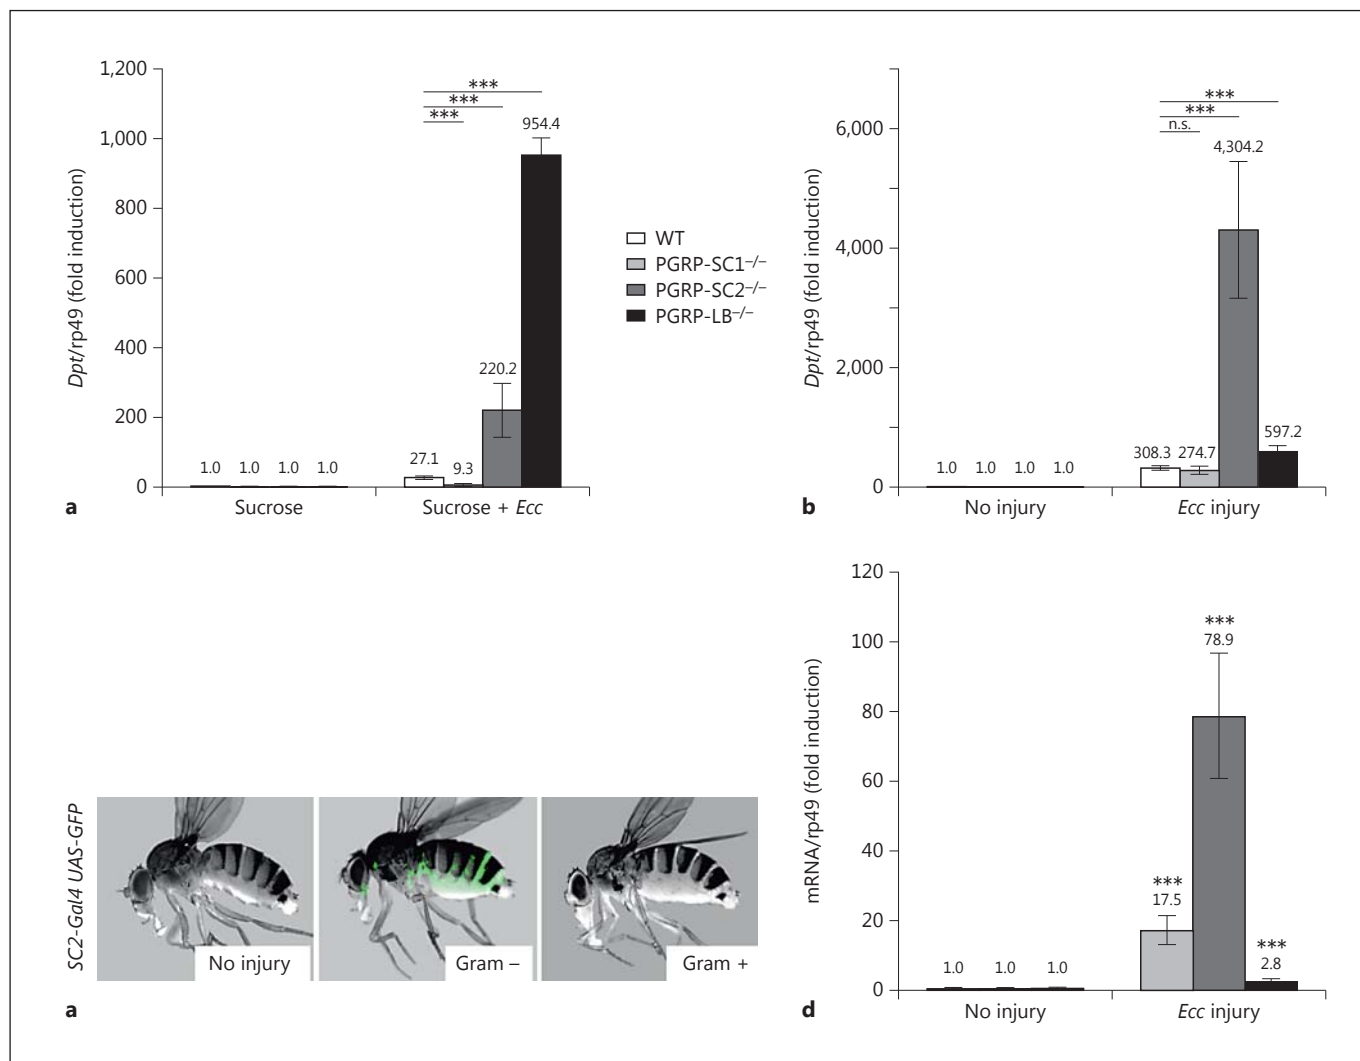 1,200
1,000
800
600
400
200
0
Dpt/rp49 (fold induction)
***
***
***
954.4
220.2
27.1
9.3
1.0 1.0 1.0 1.0
Sucrose
Sucrose + Ecc
a
WT
PGRP-SC1–/–
PGRP-SC2–/–
PGRP-LB–/–
6,000
4,000
2,000
0
Dpt/rp49 (fold induction)
***
***
n.s.
4,304.2
597.2
308.3 274.7
1.0 1.0 1.0 1.0
No injury
Ecc injury
b
SC2-Gal4 UAS-GFP
No injury
Gram –
Gram +
a
120
100
80
60
40
20
0
mRNA/rp49 (fold induction)
***
78.9
***
17.5
***
2.8
1.0 1.0 1.0
No injury
Ecc injury
d